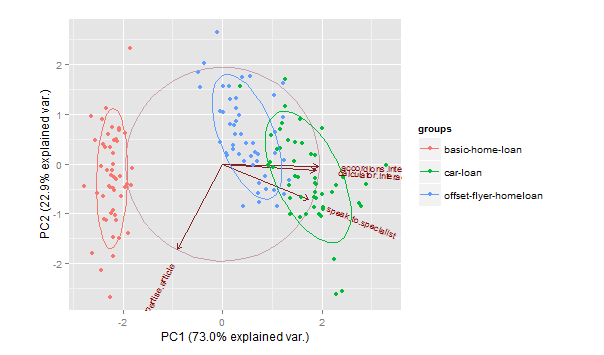 PC2 (22.9% explained var.)
2
1
0
-1
-2
-2
0
2
PC1 (73.0% explained var.)
speak.to.specialist
groups
basic-home-loan
car-loan
offset-flyer-homeloan